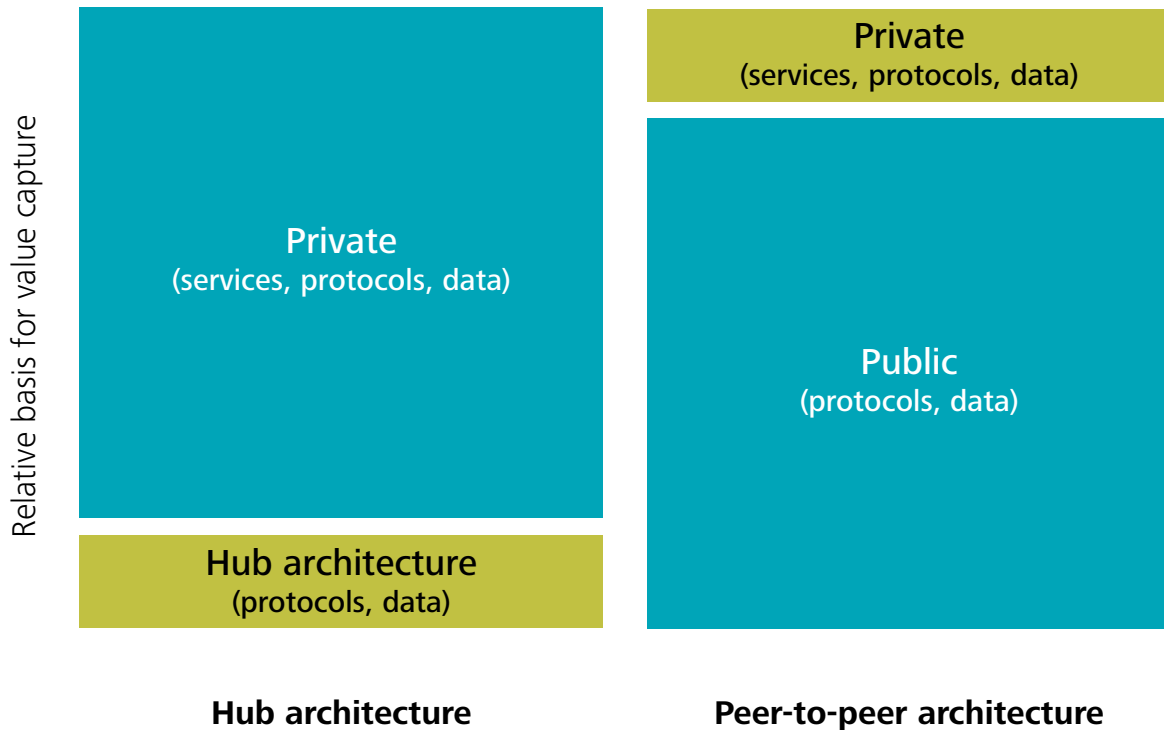 Relative basis for value capture
Private
(services, protocols, data)
Hub architecture
(protocols, data)
Hub architecture
Private
(services, protocols, data)
Public
(protocols, data)
Peer-to-peer architecture